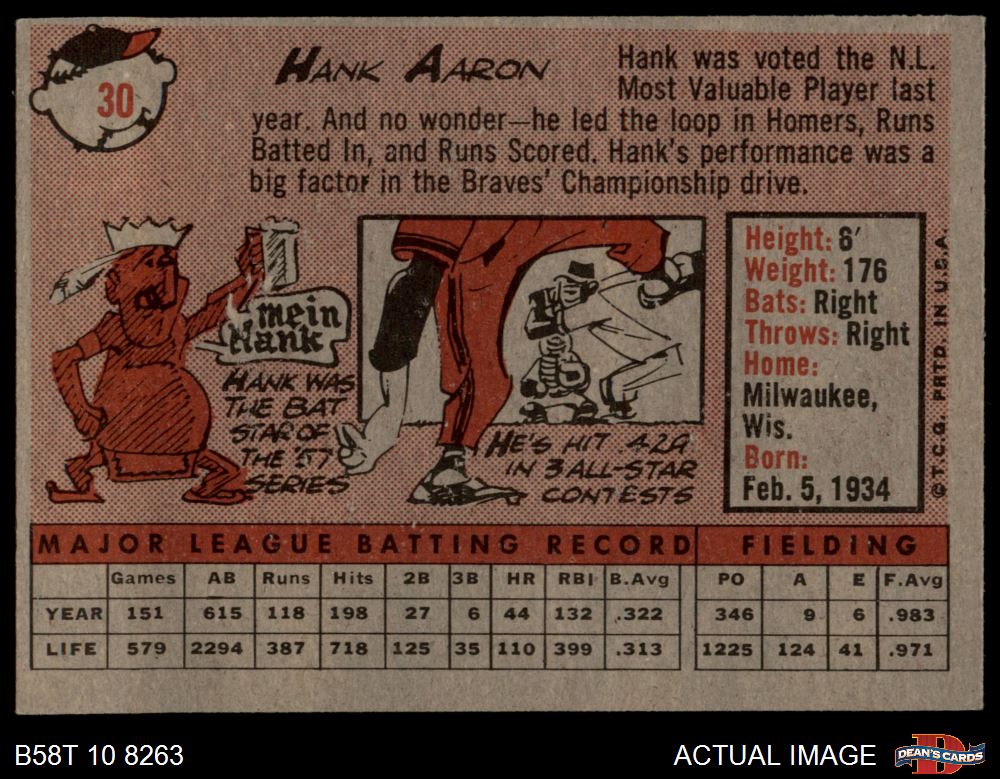 30
HANK AARON
Hank was voted the N.L.
Most Valuable Player last
year. And no wonder—he led the loop in Homers, Runs
Batted In, and Runs Scored. Hank's performance was a
big factor in the Braves' Championship drive.
mein
Hank
HANK WAS
THE BAT
STAR OF
THE '57
SERIES
HE'S HIT .429
IN 3 ALL-STAR
CONTESTS
Height: 6'
Weight: 176
Bats: Right
Throws: Right
Home:
Milwaukee,
Wis.
Born:
Feb. 5, 1934
© T.C.G. PRTD. IN U.S.A.
MAJOR LEAGUE BATTING RECORD FIELDING
Games AB Runs Hits 2B 3B HR RBI B.Avg PO A E F.Avg
YEAR 151 615 118 198 27 6 44 132 .322 346 9 6 .983
LIFE 579 2294 387 718 125 35 110 399 .313 1225 124 41 .971
B58T 10 8263 ACTUAL IMAGE D DEAN'S CARDS